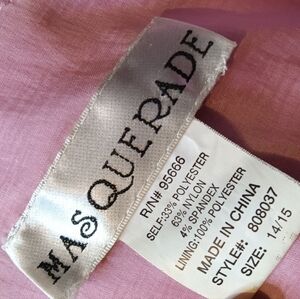 MASQUERADE
R/N# 95666
SELF:33% POLYESTER
63% NYLON
4% SPANDEX
LINING:100% POLYESTER
MADE IN CHINA
STYLE#: 808037
SIZE: 14/15